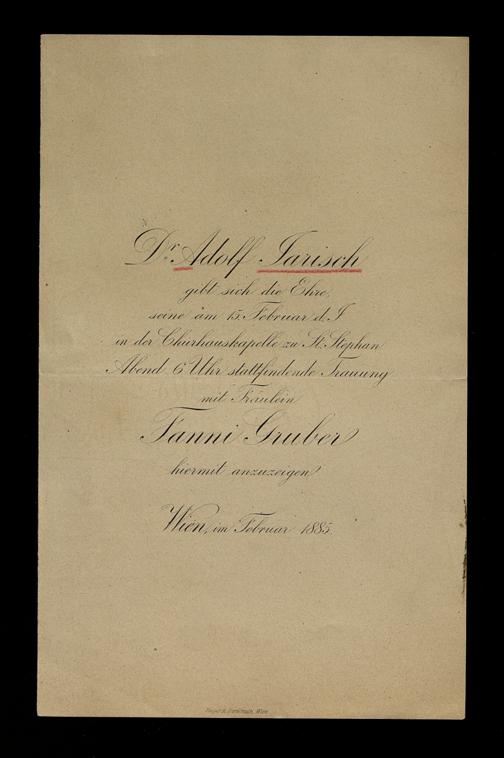 Dr. Adolf Jarisch
gibt sich die Ehre,
seine am 15. Februar d. J.
in der Churhauskapelle zu St. Stephan
Abend 6 Uhr stattfindende Trauung
mit Fräulein
Fanni Gruber
hiermit anzuzeigen
Wien, im Februar 1885.
Wien